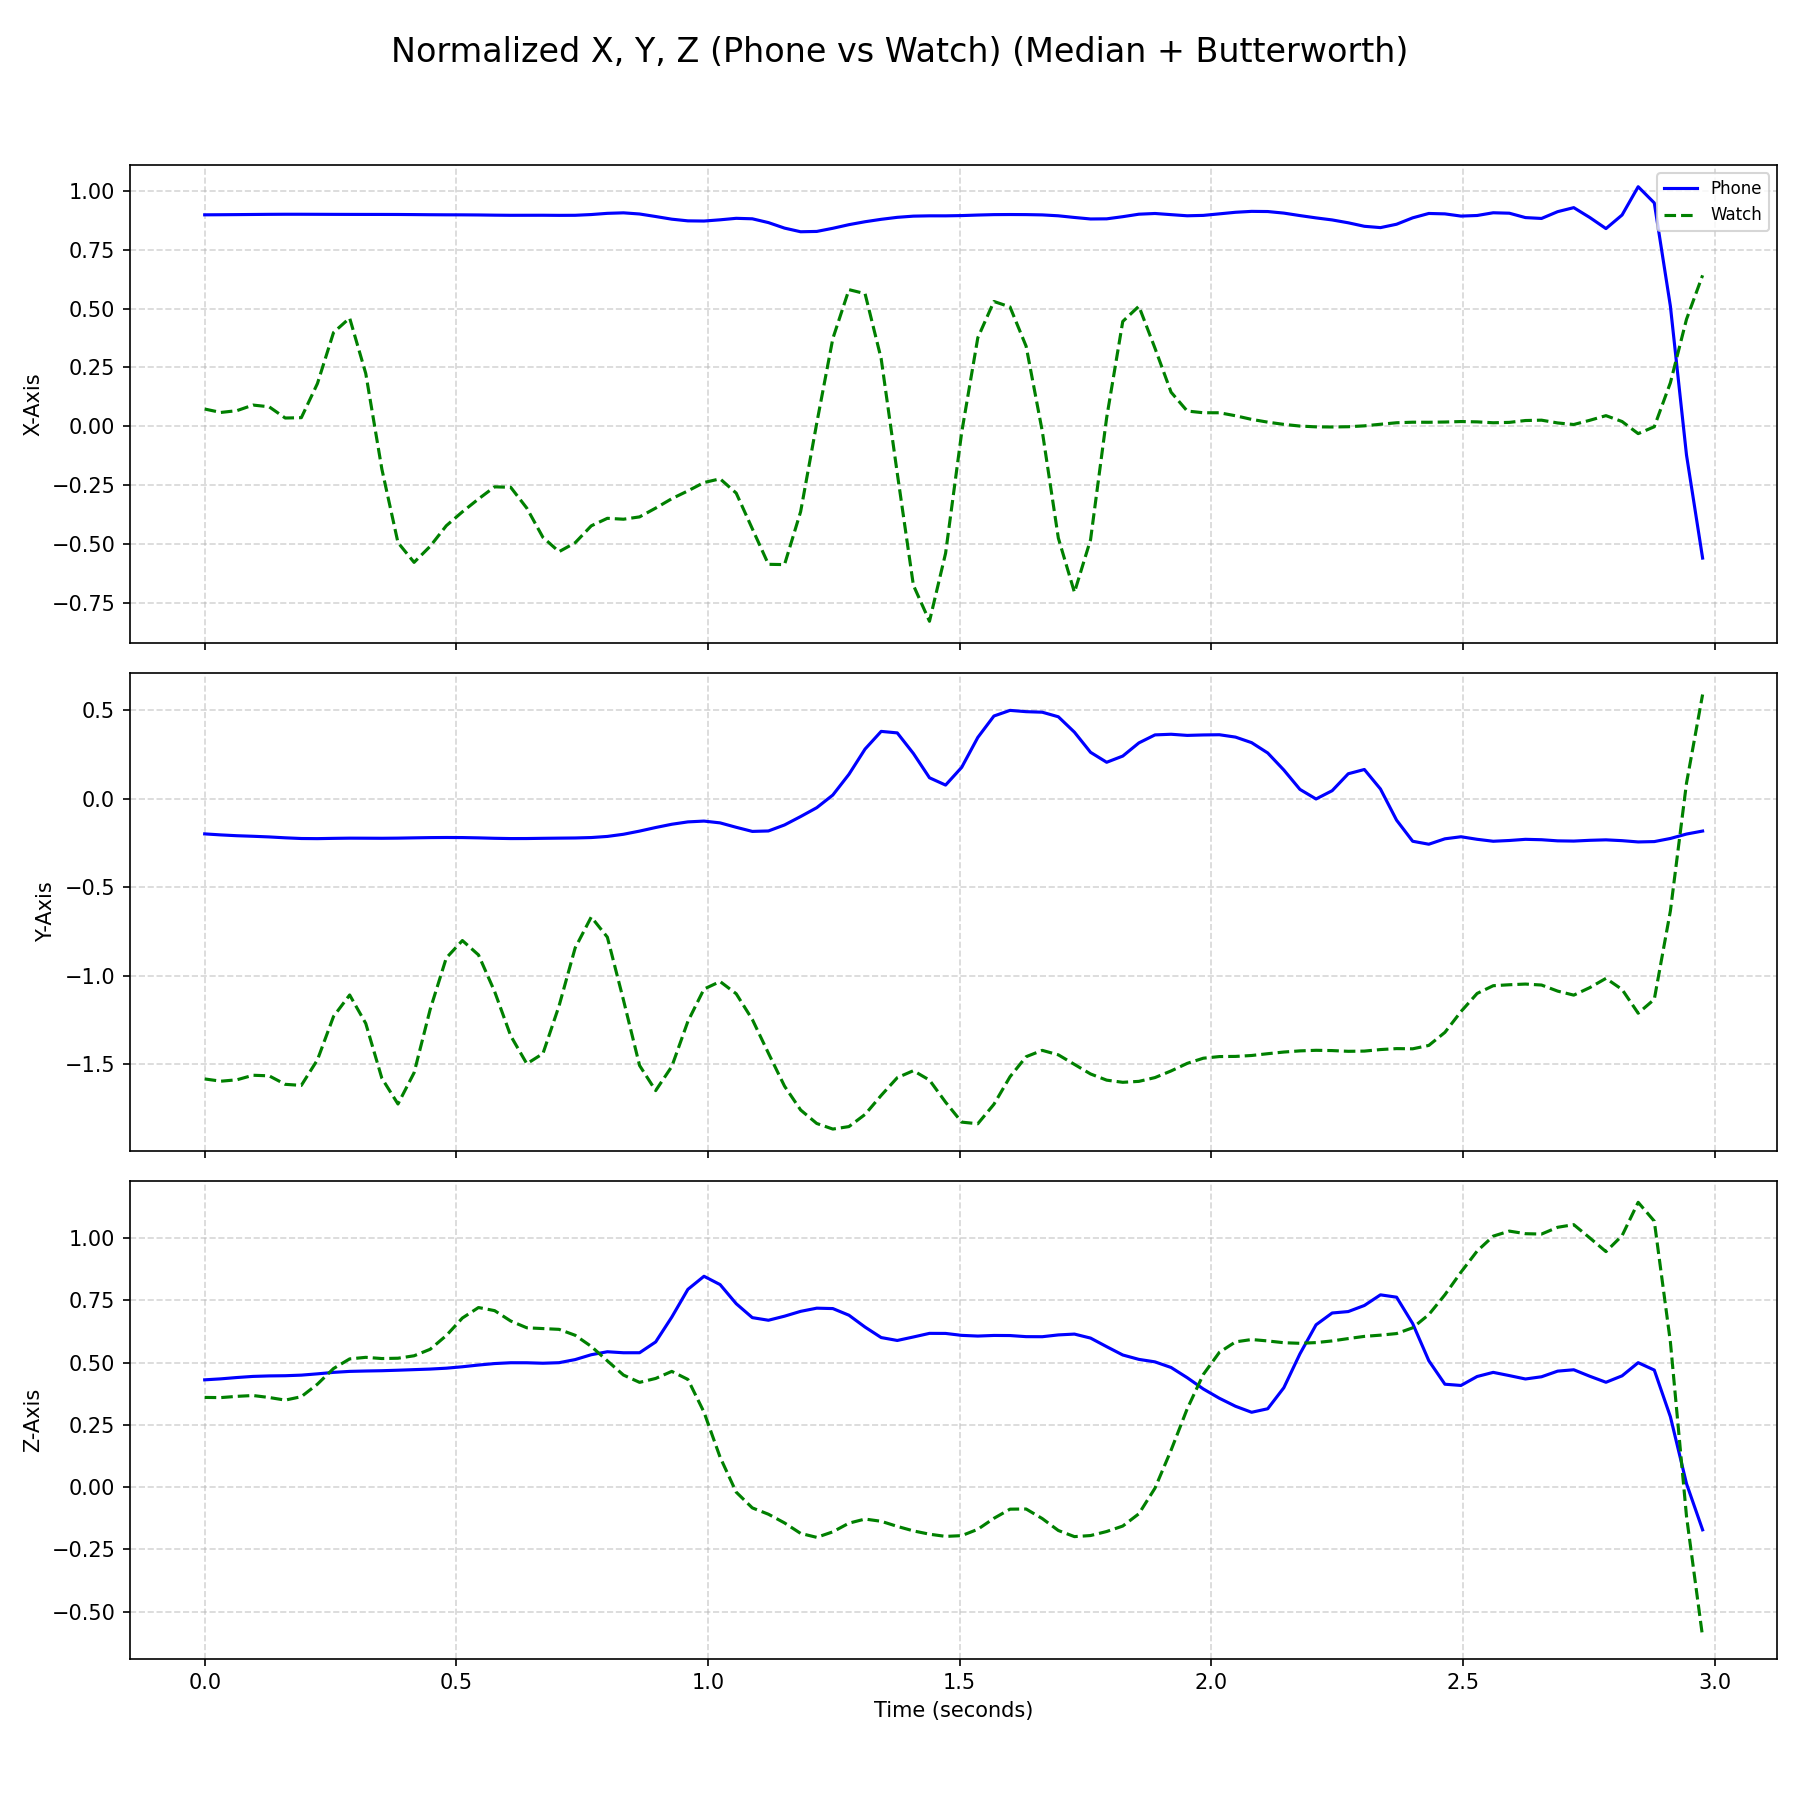 Normalized X, Y, Z (Phone vs Watch) (Median + Butterworth)
Phone
Watch
X-Axis
1.00
0.75
0.50
0.25
0.00
−0.25
−0.50
−0.75
Y-Axis
0.5
0.0
−0.5
−1.0
−1.5
Z-Axis
1.00
0.75
0.50
0.25
0.00
−0.25
−0.50
0.0 0.5 1.0 1.5 2.0 2.5 3.0
Time (seconds)